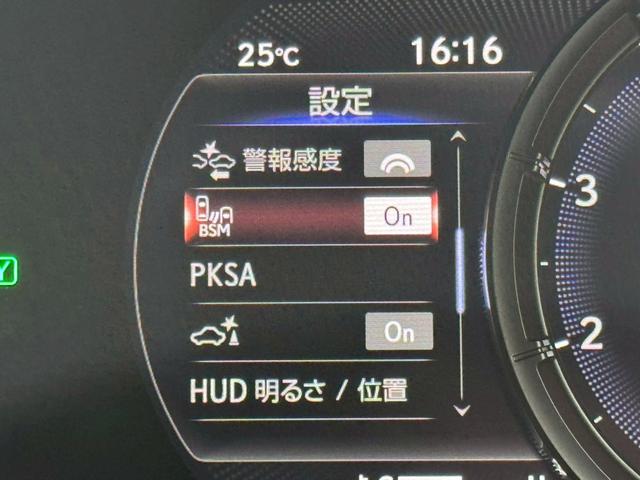 25℃ 16:16
設定
警報感度
BSM On
PKSA
On
HUD 明るさ / 位置
3
2